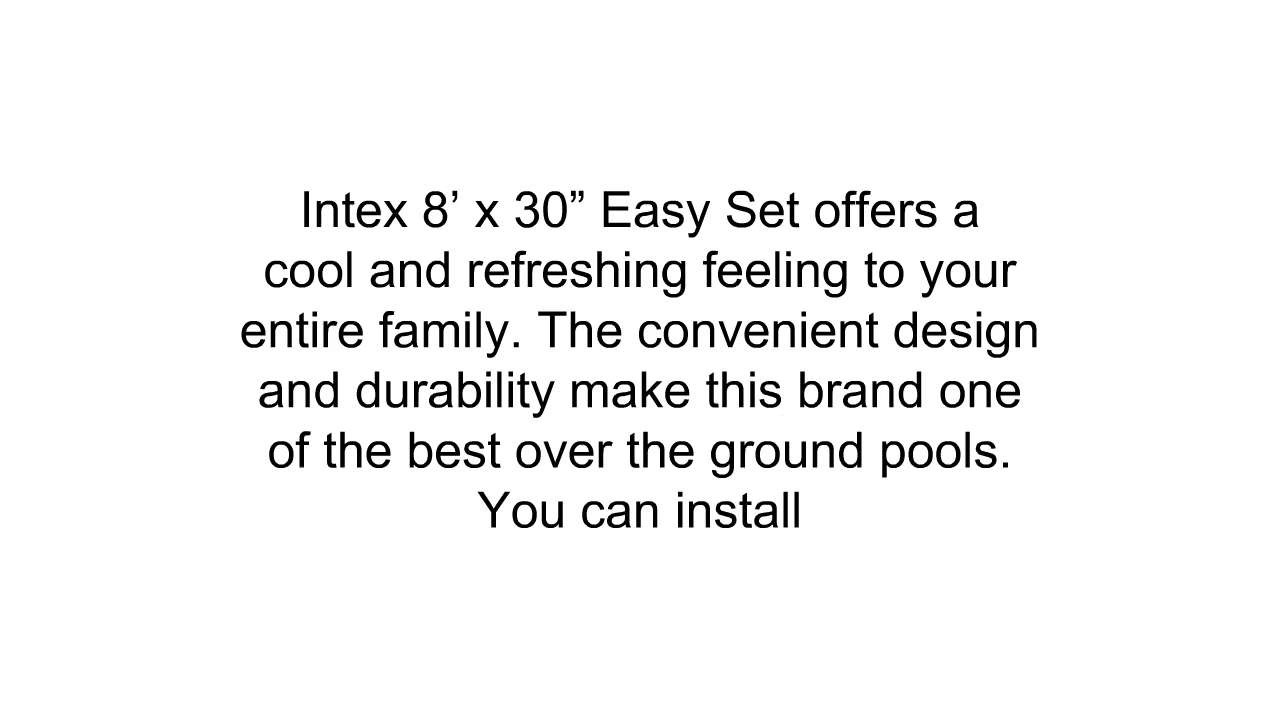 Intex 8’ x 30” Easy Set offers a
cool and refreshing feeling to your
entire family. The convenient design
and durability make this brand one
of the best over the ground pools.
You can install